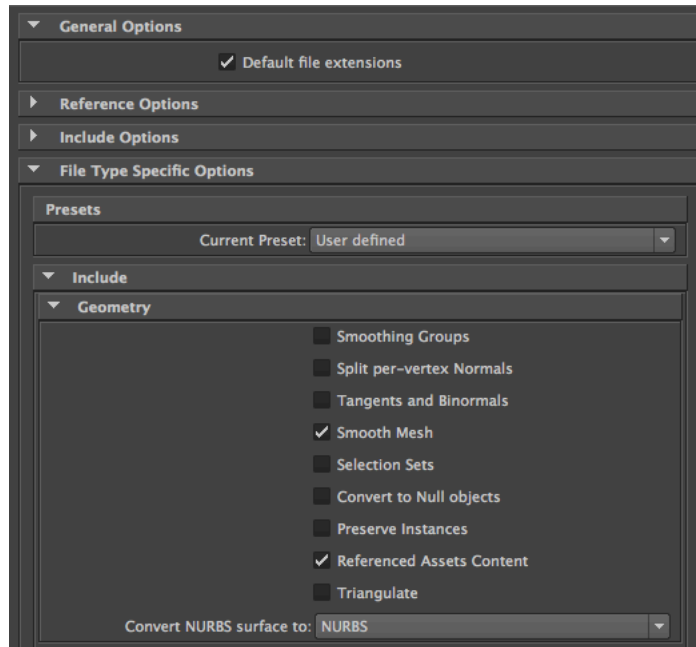 General Options
Default file extensions
Reference Options
Include Options
File Type Specific Options
Presets
Current Preset: User defined
Include
Geometry
Smoothing Groups
Split per-vertex Normals
Tangents and Binormals
Smooth Mesh
Selection Sets
Convert to Null objects
Preserve Instances
Referenced Assets Content
Triangulate
Convert NURBS surface to: NURBS